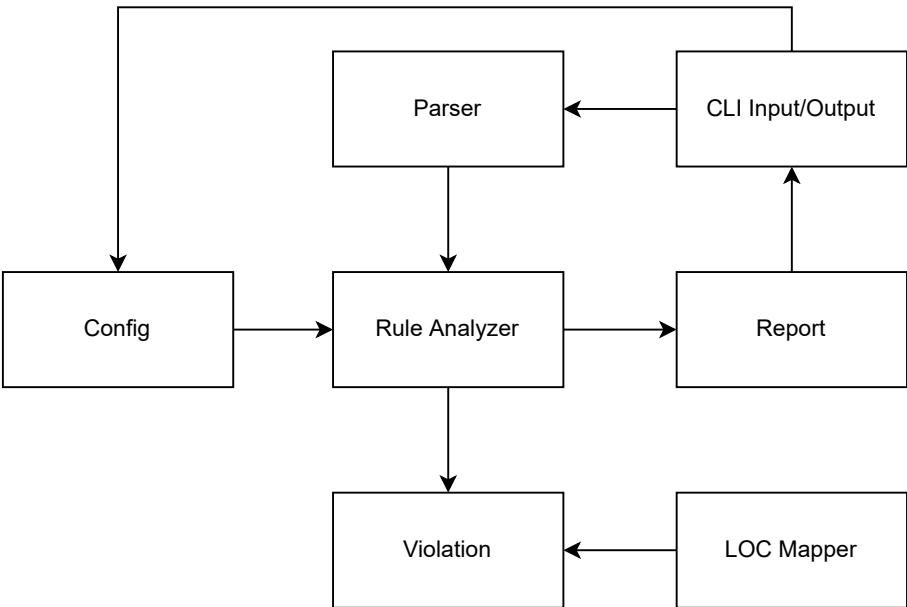 Parser
CLI Input/Output
Config
Rule Analyzer
Report
Violation
LOC Mapper